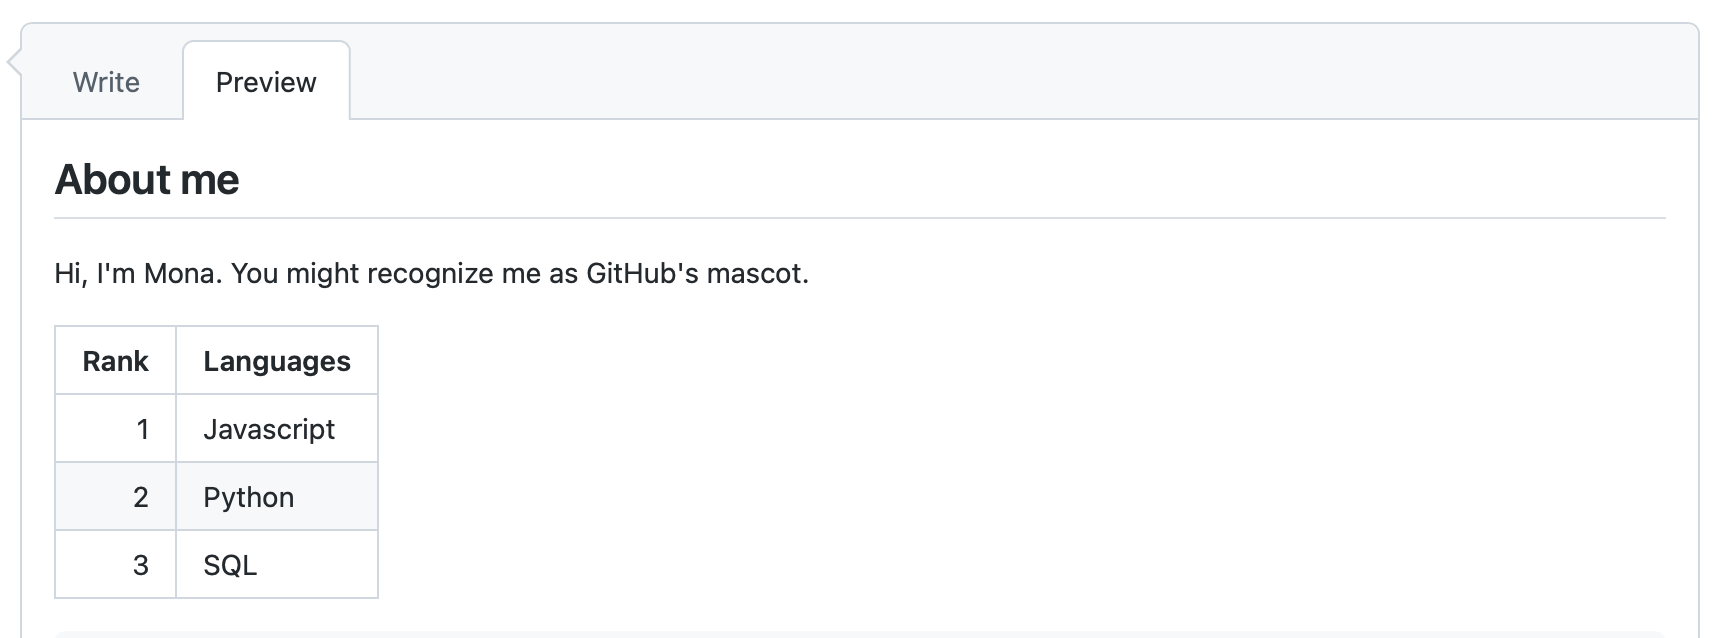 Write Preview
About me
Hi, I'm Mona. You might recognize me as GitHub's mascot.
Rank Languages
1 Javascript
2 Python
3 SQL